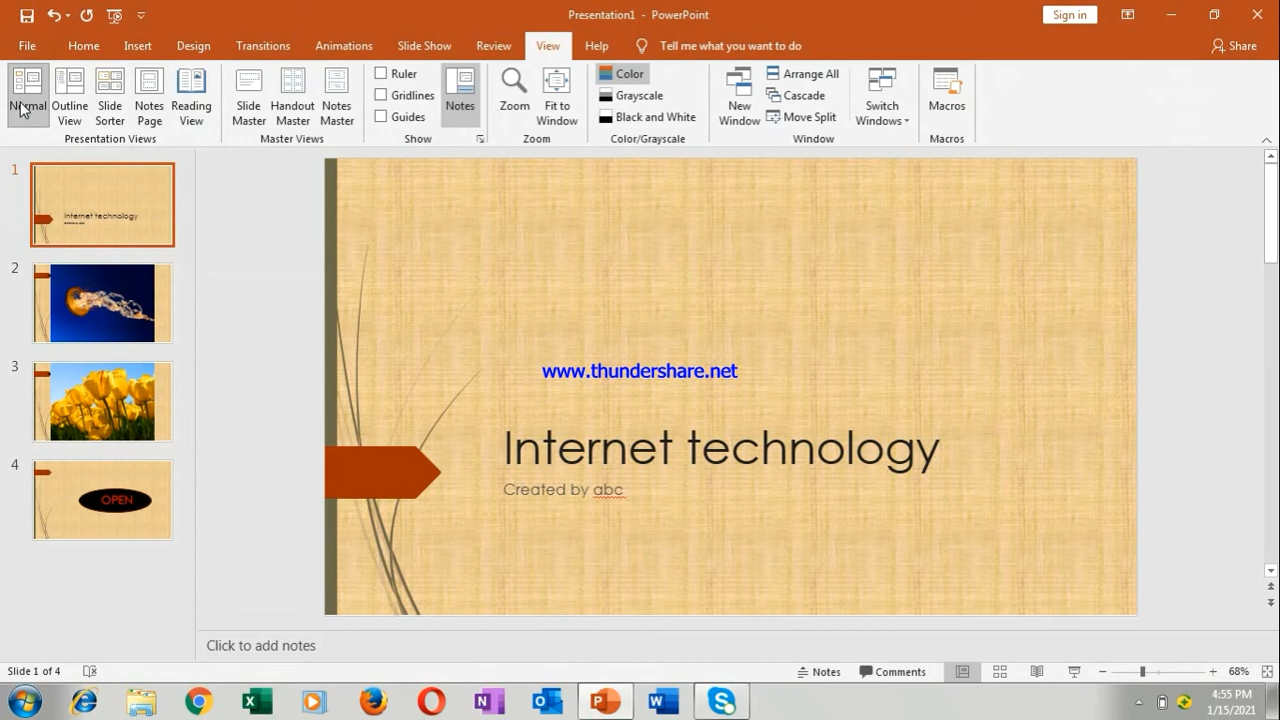 Presentation1 - PowerPoint
Sign in
File Home Insert Design Transitions Animations Slide Show Review View Help Tell me what you want to do Share
Normal
Outline View
Slide Sorter
Notes Page
Reading View
Presentation Views
Slide Master
Handout Master
Notes Master
Master Views
Ruler
Gridlines
Guides
Show
Notes
Zoom
Fit to Window
Zoom
Color
Grayscale
Black and White
Color/Grayscale
New Window
Arrange All
Cascade
Move Split
Switch Windows
Window
Macros
Macros
1
Internet technology
2
3
4
OPEN
www.thundershare.net
Internet technology
Created by abc
Click to add notes
Slide 1 of 4
Notes
Comments
68%
4:55 PM
1/15/2021